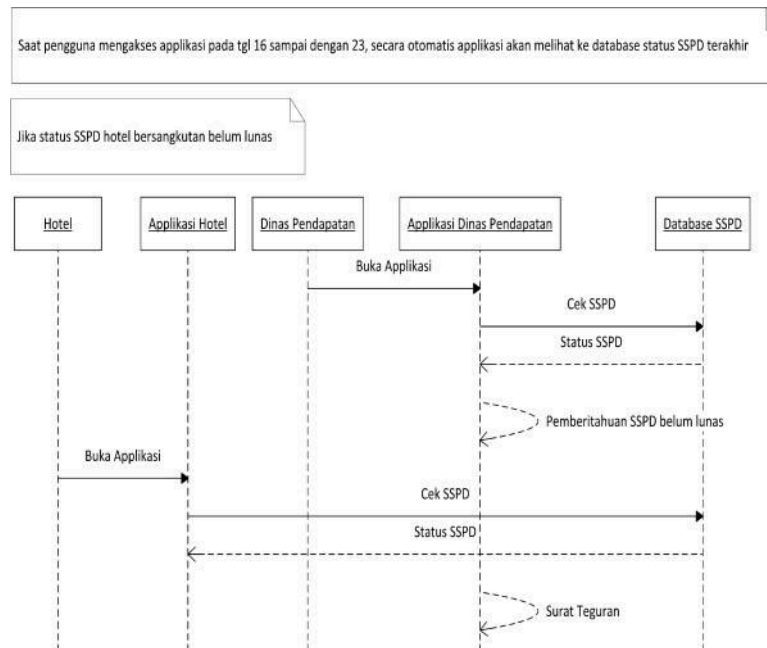 Saat pengguna mengakses applikasi pada tgl 16 sampai dengan 23, secara otomatis applikasi akan melihat ke database status SSPD terakhir
Jika status SSPD hotel bersangkutan belum lunas
Hotel
Applikasi Hotel
Dinas Pendapatan
Applikasi Dinas Pendapatan
Database SSPD
Buka Applikasi
Cek SSPD
Status SSPD
Pemberitahuan SSPD belum lunas
Buka Applikasi
Cek SSPD
Status SSPD
Surat Teguran